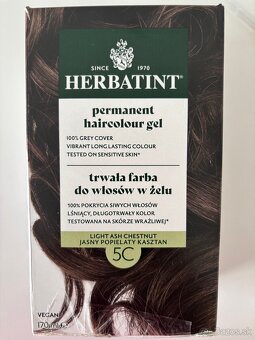 SINCE 1970
HERBATINT
permanent
haircolour gel
100% GREY COVER
VIBRANT LONG LASTING COLOUR
TESTED ON SENSITIVE SKIN*
trwała farba
do włosów w żelu
100% POKRYCIA SIWYCH WŁOSÓW
LŚNIĄCY, DŁUGOTRWAŁY KOLOR
TESTOWANA NA SKÓRZE WRAŻLIWEJ*
LIGHT ASH CHESTNUT
JASNY POPIELATY KASZTAN
5C
VEGAN
170 ml